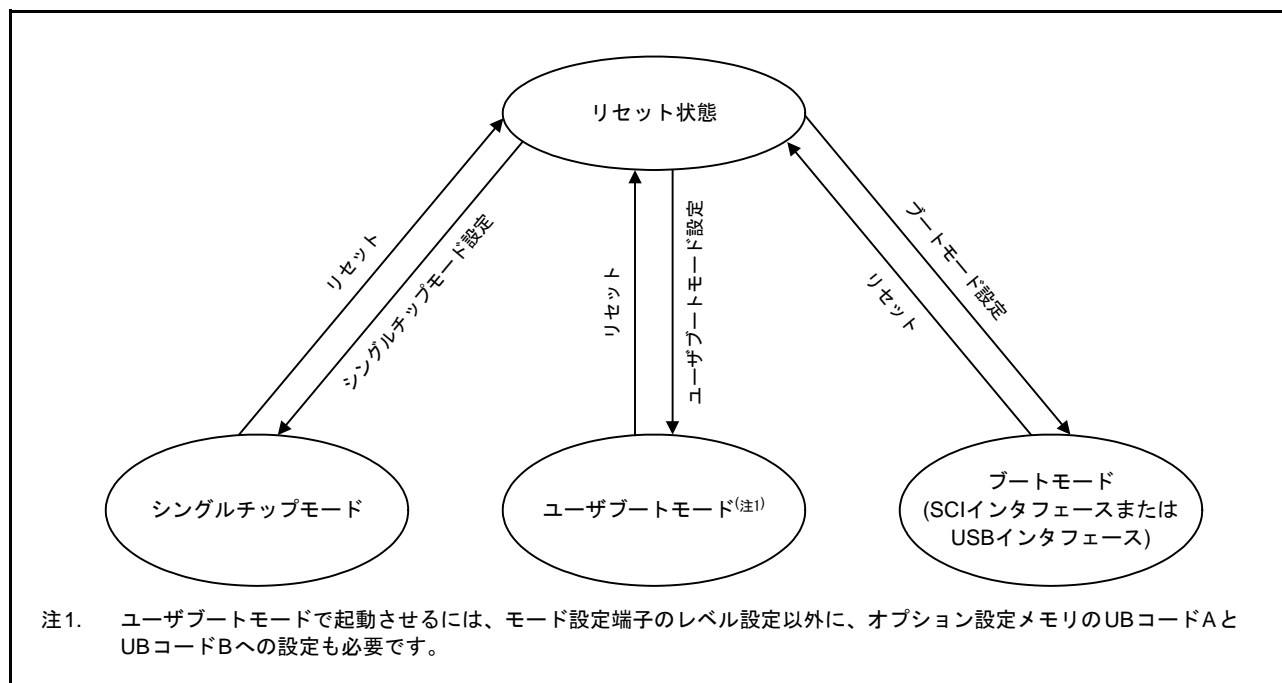 リセット状態
リセット
シングルチップモード設定
リセット
ユーザブートモード設定
ブートモード設定
リセット
シングルチップモード
ユーザブートモード(注1)
ブートモード
(SCIインタフェースまたは
USBインタフェース)
注1. ユーザブートモードで起動させるには、モード設定端子のレベル設定以外に、オプション設定メモリのUBコードAと
UBコードBへの設定も必要です。